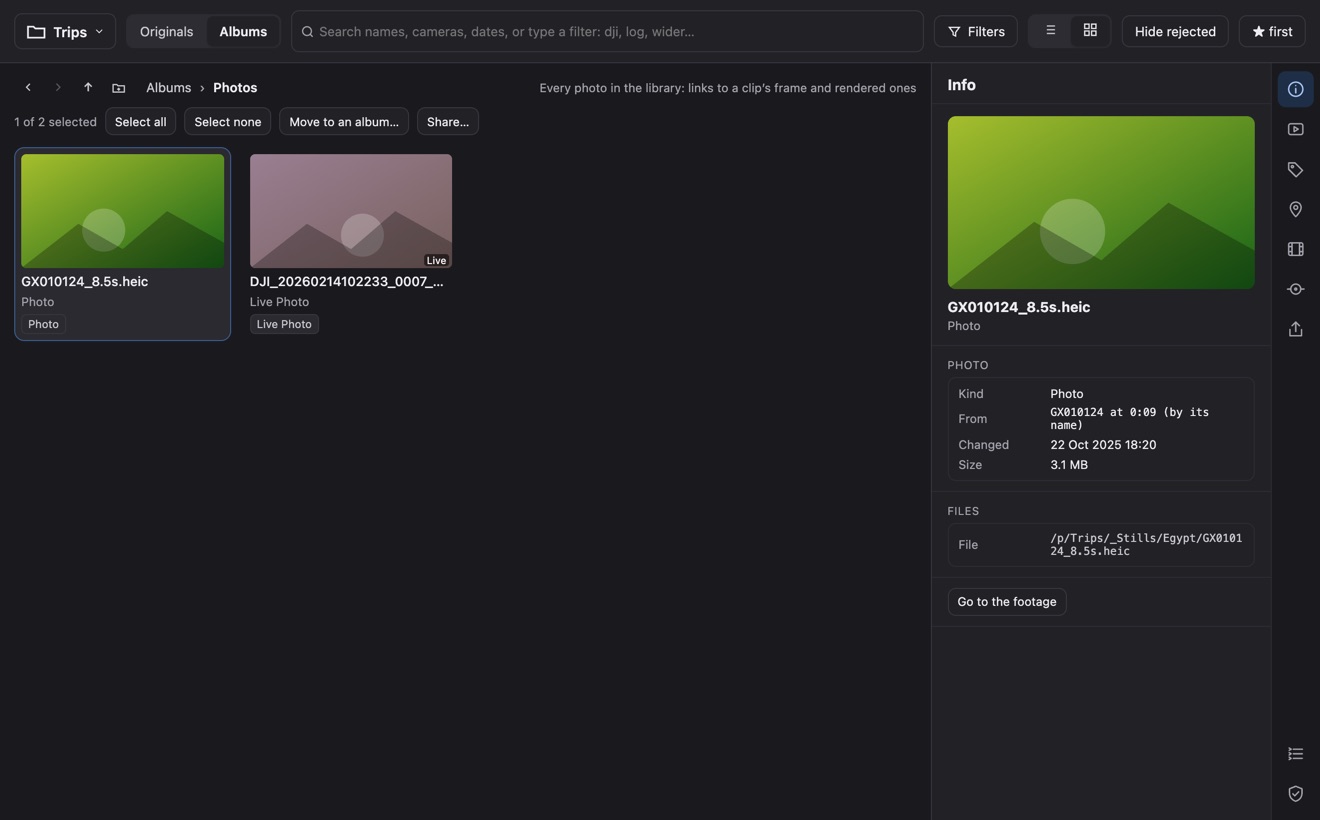 Trips
Originals
Albums
Search names, cameras, dates, or type a filter: dji, log, wider...
Filters
Hide rejected
★ first
Albums › Photos
Every photo in the library: links to a clip's frame and rendered ones
1 of 2 selected
Select all
Select none
Move to an album...
Share...
GX010124_8.5s.heic
Photo
Photo
Live
DJI_20260214102233_0007_...
Live Photo
Live Photo
Info
GX010124_8.5s.heic
Photo
PHOTO
Kind Photo
From GX010124 at 0:09 (by its
name)
Changed 22 Oct 2025 18:20
Size 3.1 MB
FILES
File /p/Trips/_Stills/Egypt/GX0101
24_8.5s.heic
Go to the footage